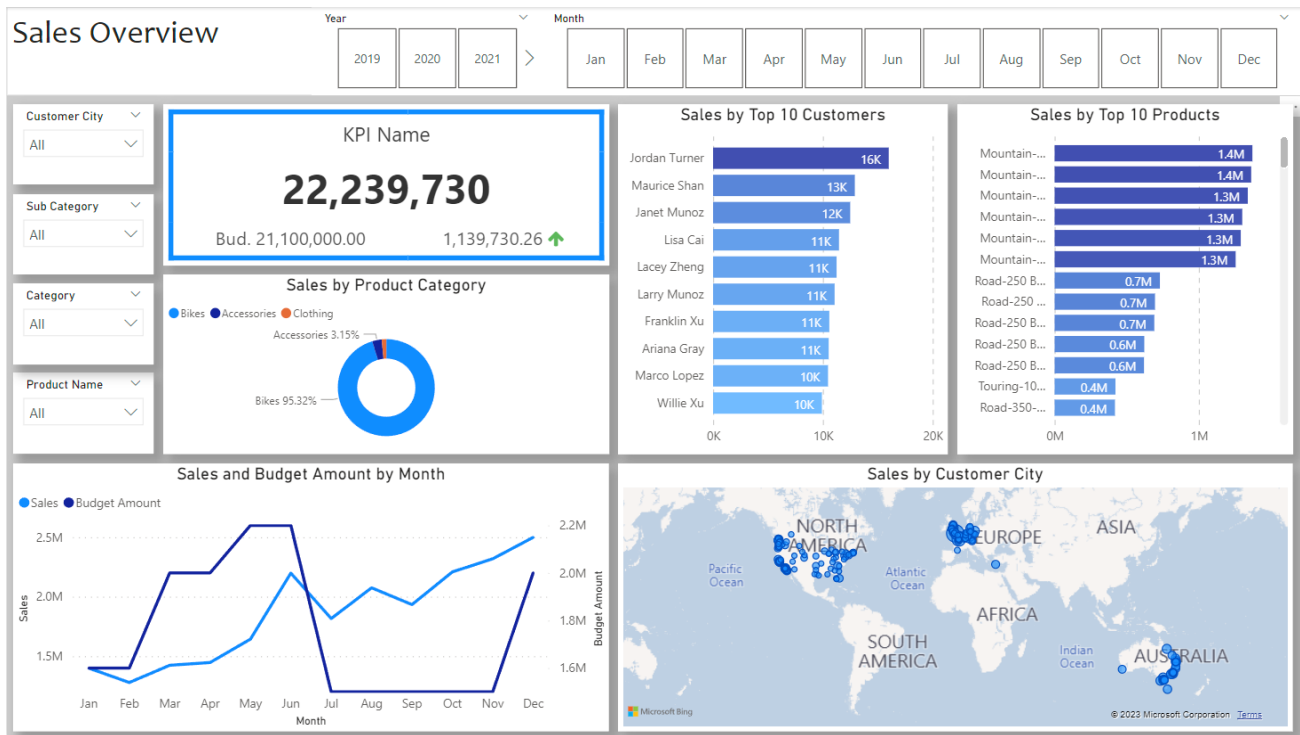 Sales Overview
Year
2019 2020 2021
Month
Jan Feb Mar Apr May Jun Jul Aug Sep Oct Nov Dec
Customer City
All
Sub Category
All
Category
All
Product Name
All
KPI Name
22,239,730
Bud. 21,100,000.00 1,139,730.26
Sales by Product Category
Bikes Accessories Clothing
Accessories 3.15%
Bikes 95.32%
Sales by Top 10 Customers
Jordan Turner 16K
Maurice Shan 13K
Janet Munoz 12K
Lisa Cai 11K
Lacey Zheng 11K
Larry Munoz 11K
Franklin Xu 11K
Ariana Gray 11K
Marco Lopez 10K
Willie Xu 10K
0K 10K 20K
Sales by Top 10 Products
Mountain-... 1.4M
Mountain-... 1.4M
Mountain-... 1.3M
Mountain-... 1.3M
Mountain-... 1.3M
Mountain-... 1.3M
Road-250 B... 0.7M
Road-250 ... 0.7M
Road-250 B... 0.7M
Road-250 B... 0.6M
Road-250 B... 0.6M
Touring-10... 0.4M
Road-350-... 0.4M
0M 1M
Sales and Budget Amount by Month
Sales Budget Amount
Sales
2.5M
2.0M
1.5M
2.2M
2.0M
1.8M
1.6M
Budget Amount
Jan Feb Mar Apr May Jun Jul Aug Sep Oct Nov Dec
Month
Sales by Customer City
NORTH
AMERICA
EUROPE
ASIA
Pacific
Ocean
Atlantic
Ocean
AFRICA
SOUTH
AMERICA
Indian
Ocean
AUSTRALIA
Microsoft Bing
© 2023 Microsoft Corporation Terms